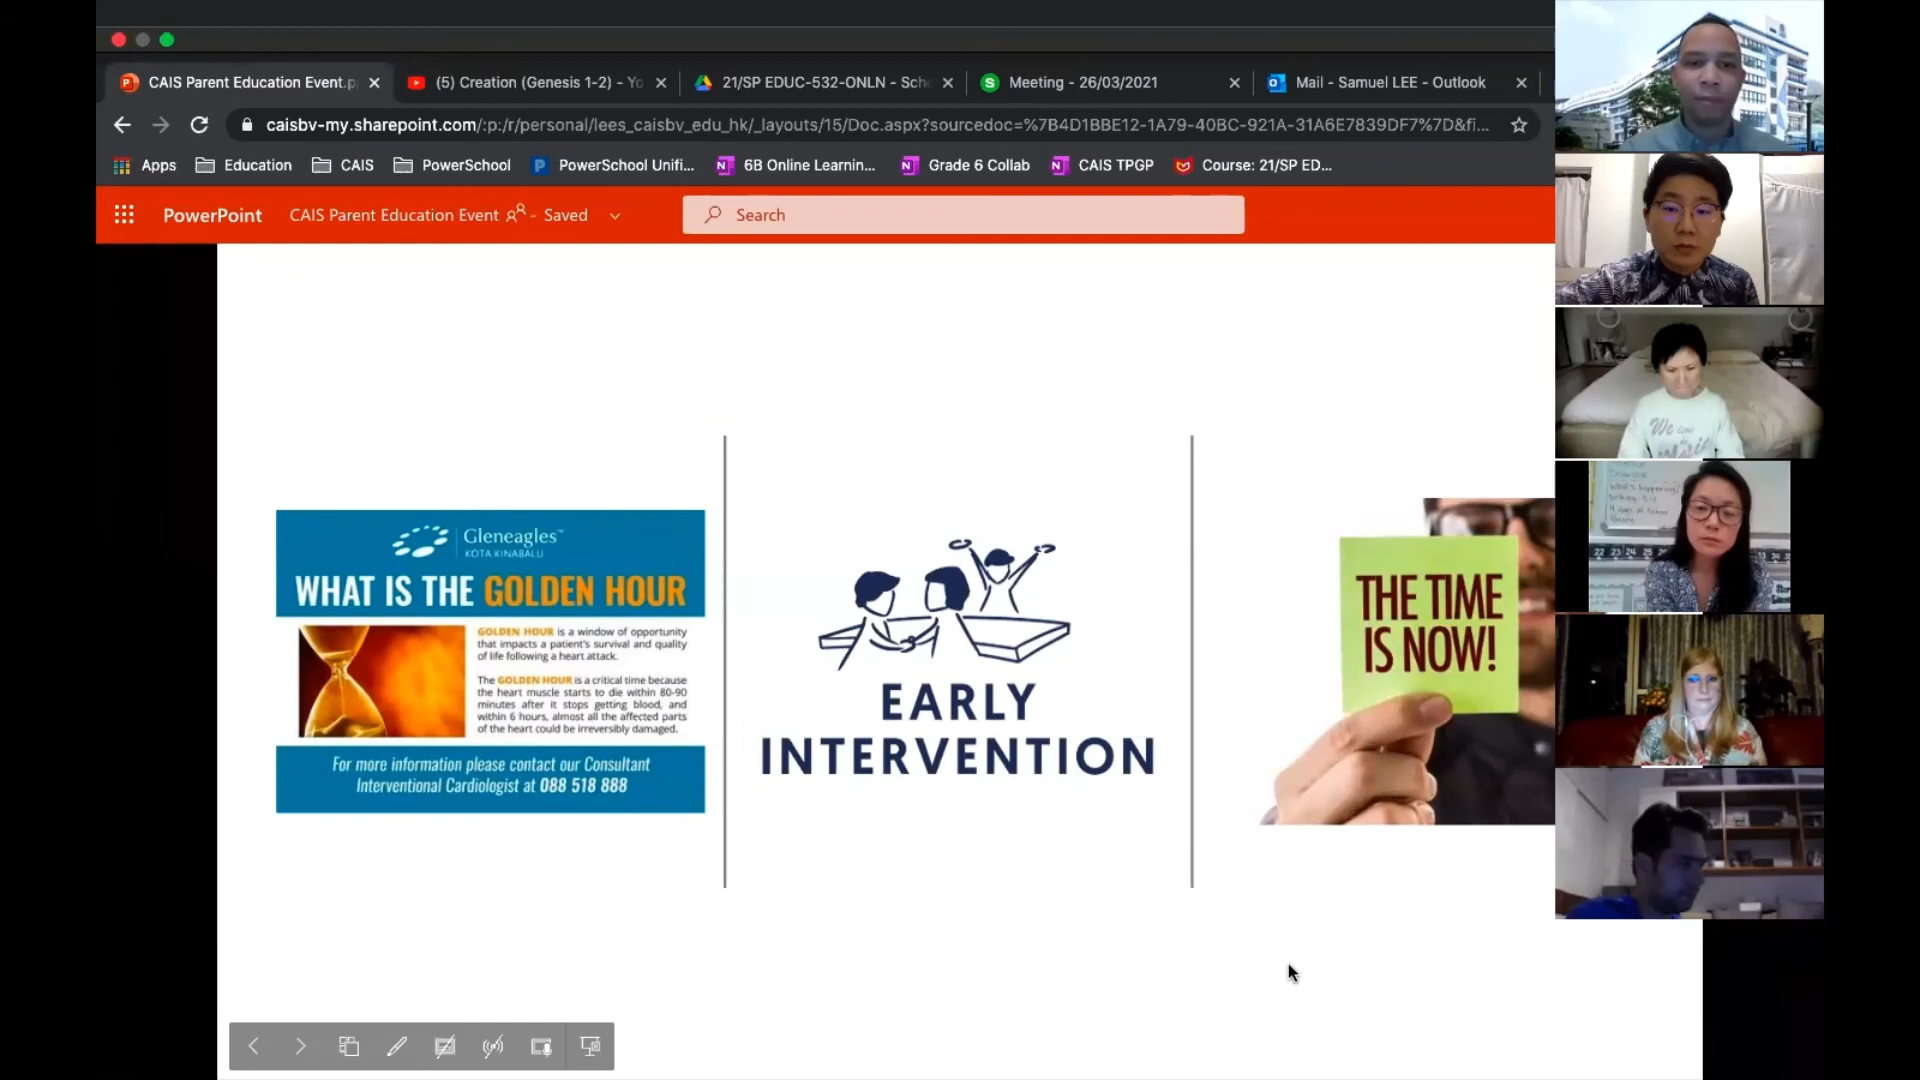 CAIS Parent Education Event.p
(5) Creation (Genesis 1-2) - Yo
21/SP EDUC-532-ONLN - Sch
Meeting - 26/03/2021
Mail - Samuel LEE - Outlook
caisbv-my.sharepoint.com/:p:/r/personal/lees_caisbv_edu_hk/_layouts/15/Doc.aspx?sourcedoc=%7B4D1BBE12-1A79-40BC-921A-31A6E7839DF7%7D&fi...
Apps
Education
CAIS
PowerSchool
PowerSchool Unifi...
6B Online Learnin...
Grade 6 Collab
CAIS TPGP
Course: 21/SP ED...
PowerPoint
CAIS Parent Education Event - Saved
Search
Gleneagles™
KOTA KINABALU
WHAT IS THE GOLDEN HOUR
GOLDEN HOUR is a window of opportunity
that impacts a patient's survival and quality
of life following a heart attack.
The GOLDEN HOUR is a critical time because
the heart muscle starts to die within 80-90
minutes after it stops getting blood, and
within 6 hours, almost all the affected parts
of the heart could be irreversibly damaged.
For more information please contact our Consultant
Interventional Cardiologist at 088 518 888
EARLY
INTERVENTION
THE TIME
IS NOW!
We
22 23 24 25